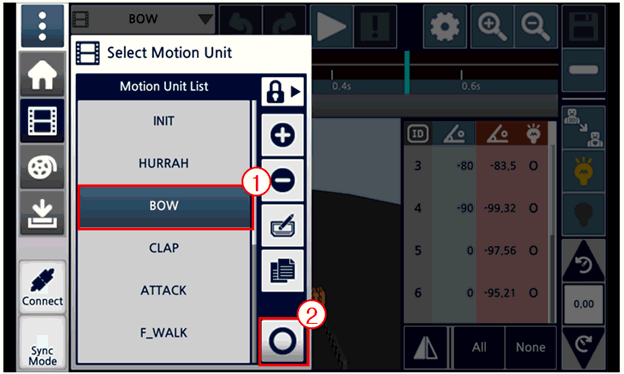 BOW
Select Motion Unit
Motion Unit List
INIT
HURRAH
BOW
CLAP
ATTACK
F_WALK
1
2
Connect
Sync
Mode
0.4s
0.6s
ID
3 -80 -83,5 O
4 -90 -99,32 O
5 0 -97,56 O
6 0 -95,21 O
All
None
0,00